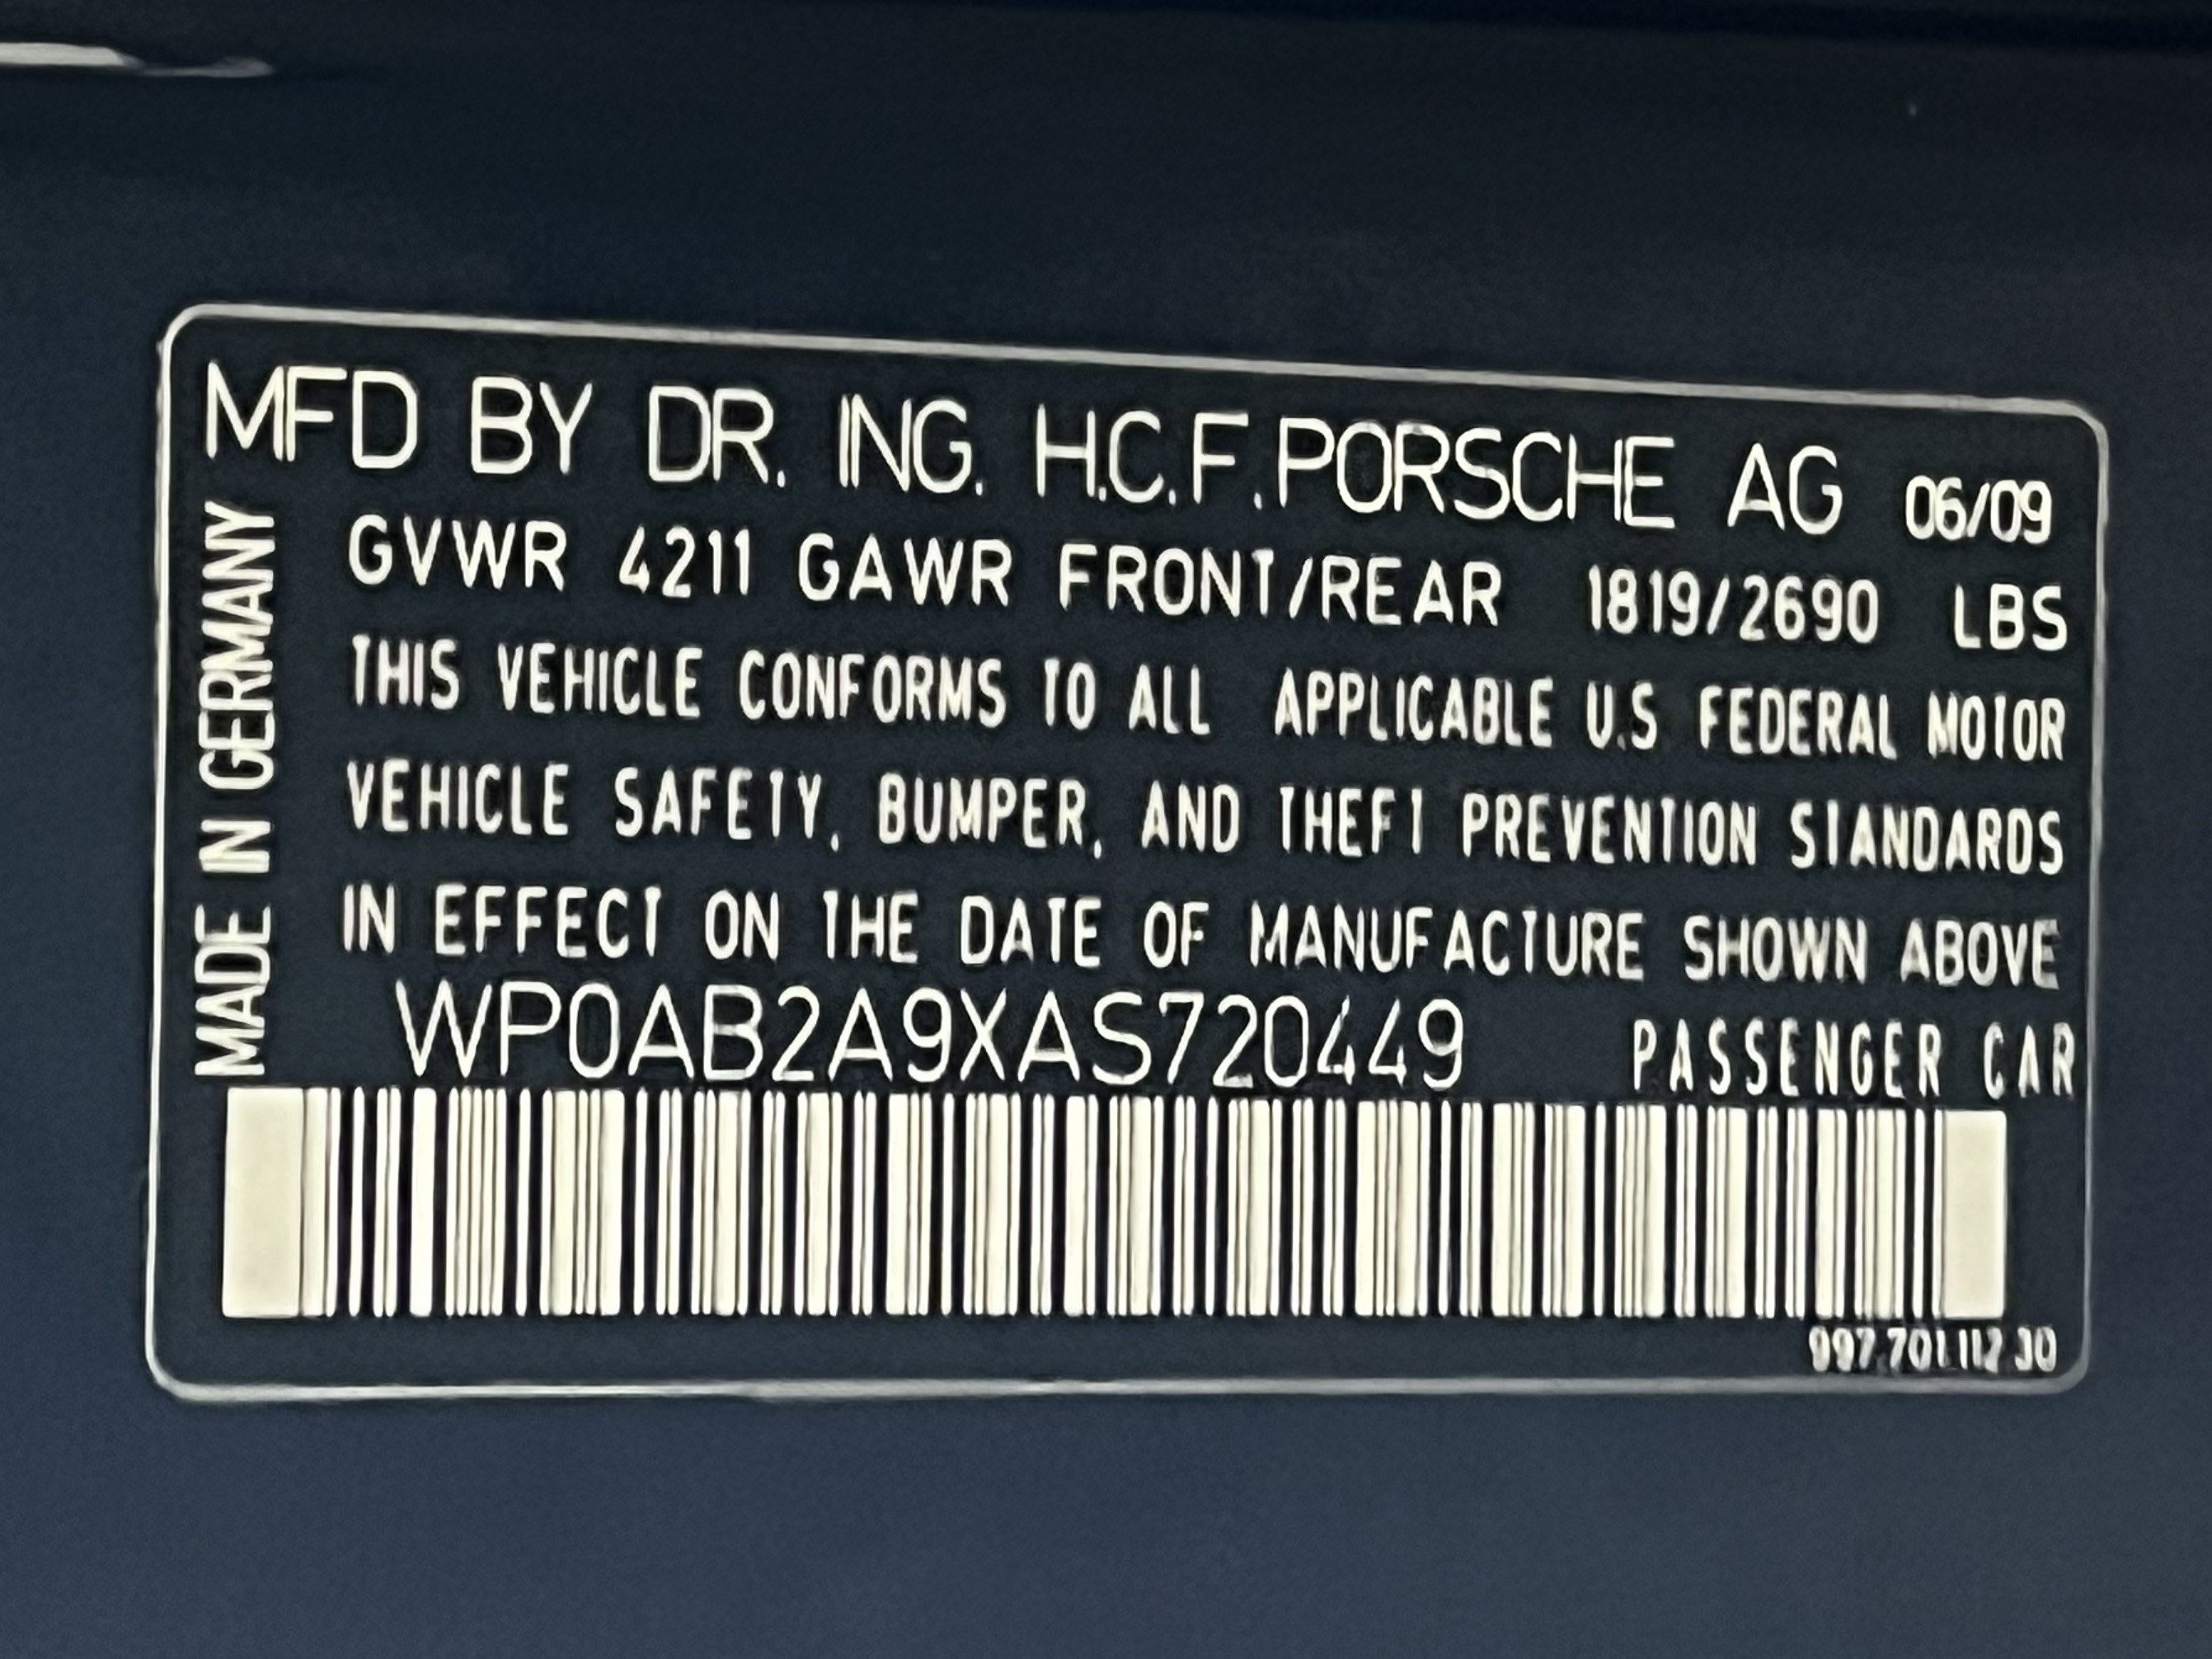 MFD BY DR. ING. H.C.F.PORSCHE AG 06/09
MADE IN GERMANY
GVWR 4211 GAWR FRONT/REAR 1819/2690 LBS
THIS VEHICLE CONFORMS TO ALL APPLICABLE U.S FEDERAL MOTOR
VEHICLE SAFETY, BUMPER, AND THEFT PREVENTION STANDARDS
IN EFFECT ON THE DATE OF MANUFACTURE SHOWN ABOVE
WP0AB2A9XAS720449 PASSENGER CAR
997.701.112.30